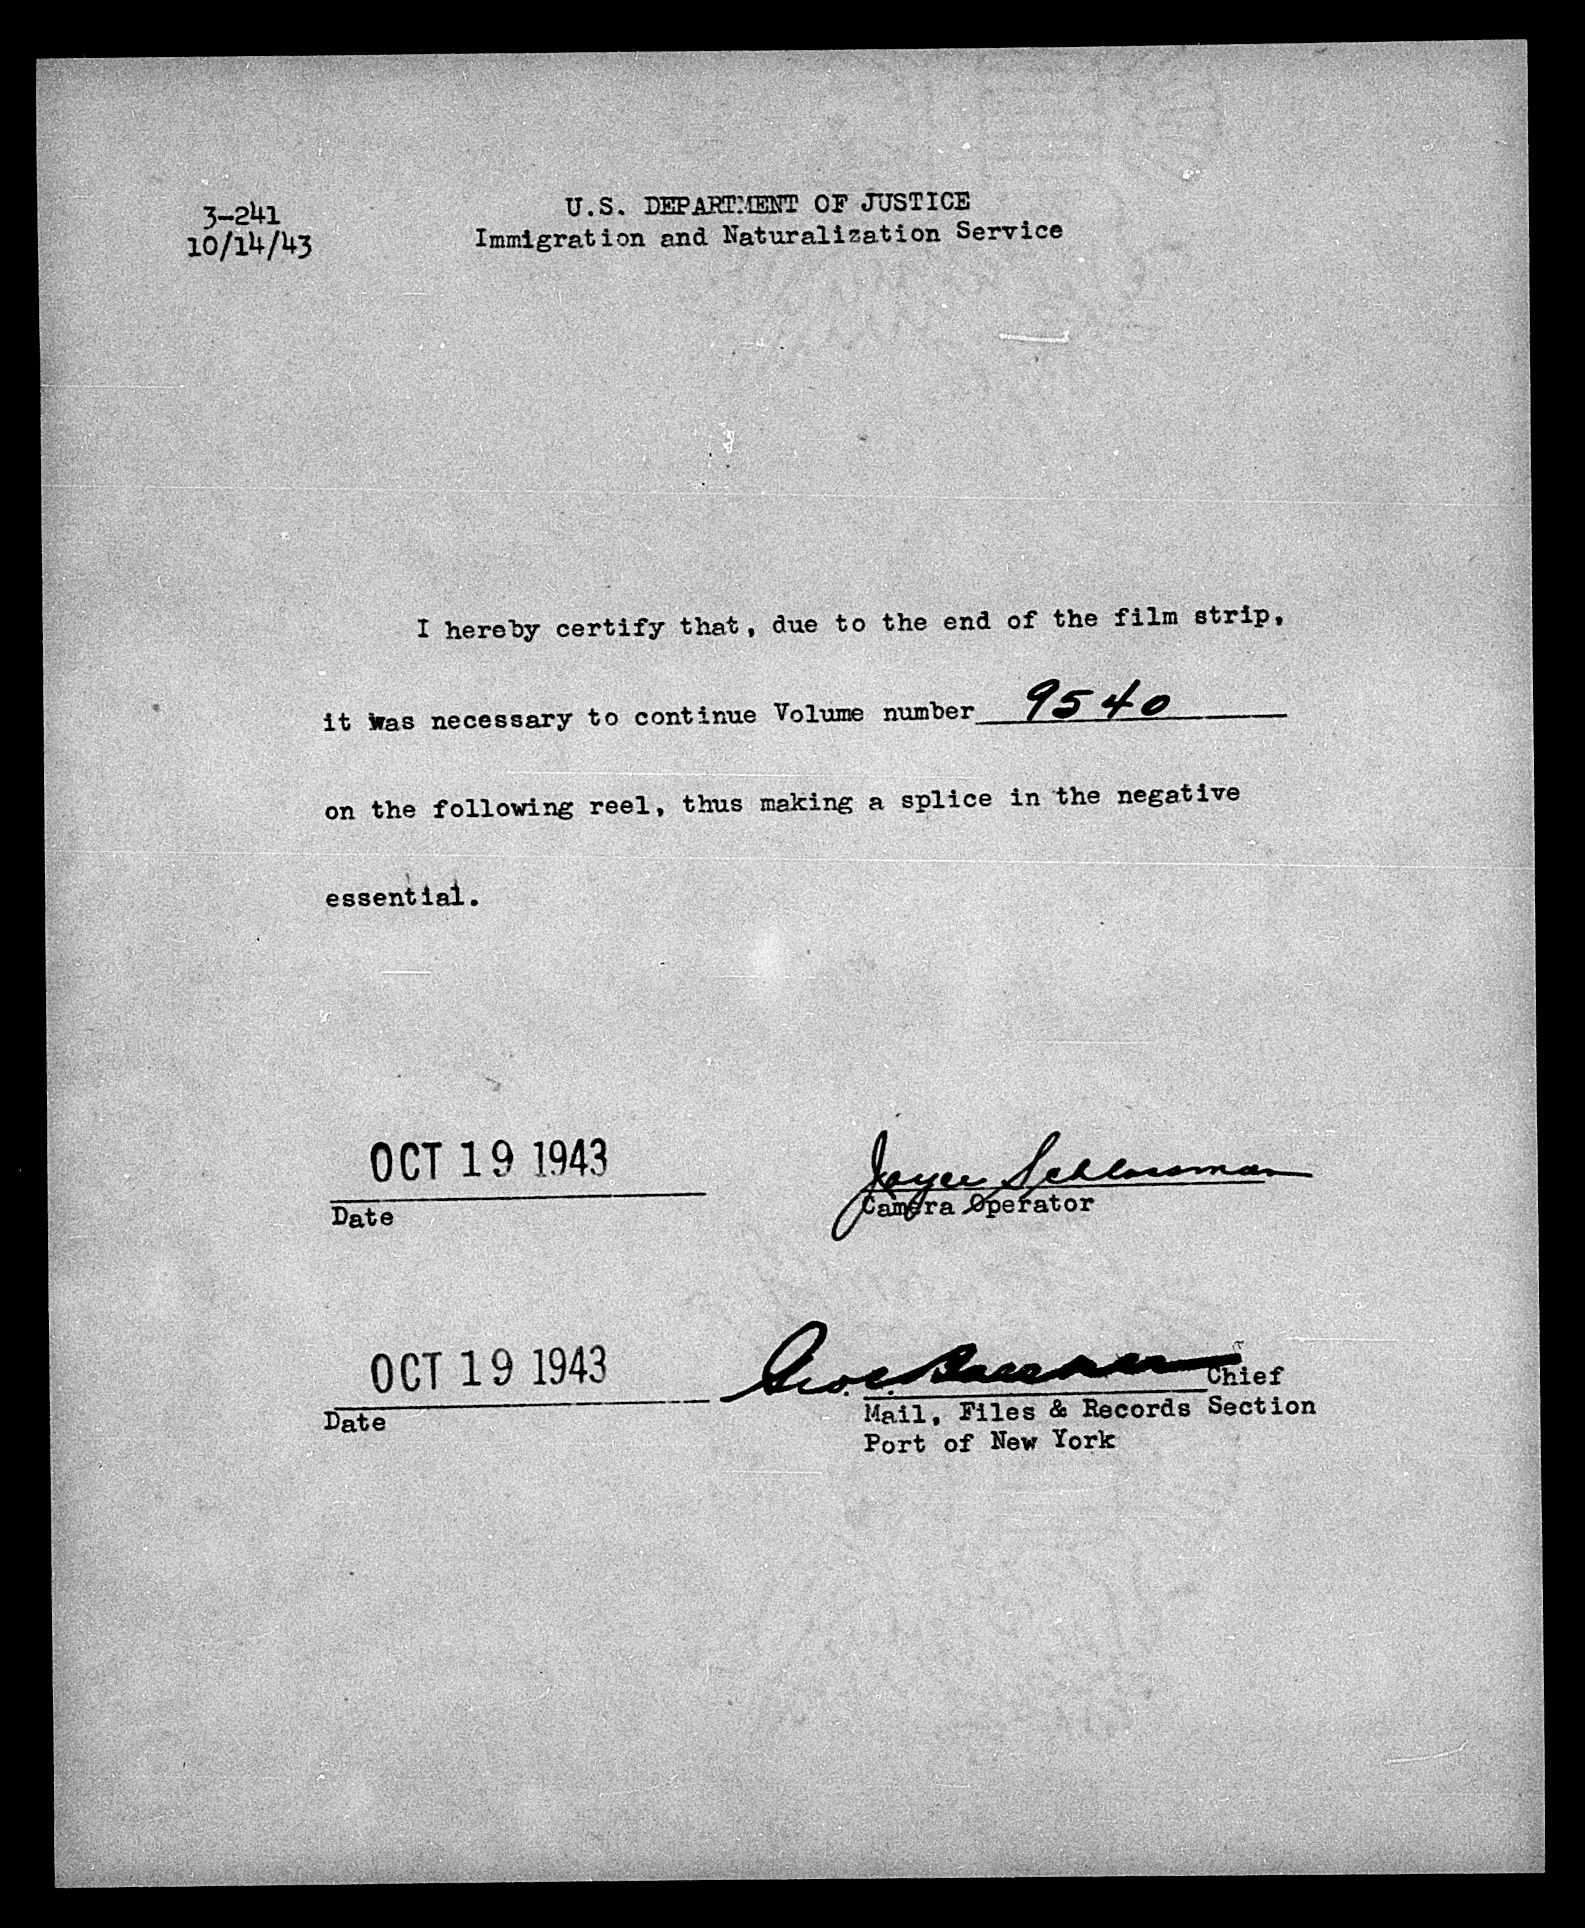 3-241
10/14/43
U.S. DEPARTMENT OF JUSTICE
Immigration and Naturalization Service
I hereby certify that, due to the end of the film strip,
it was necessary to continue Volume number 9540
on the following reel, thus making a splice in the negative
essential.
OCT 19 1943
Date
Joyce Schlossman
Camera Operator
OCT 19 1943
Date
Chief
Mail, Files & Records Section
Port of New York